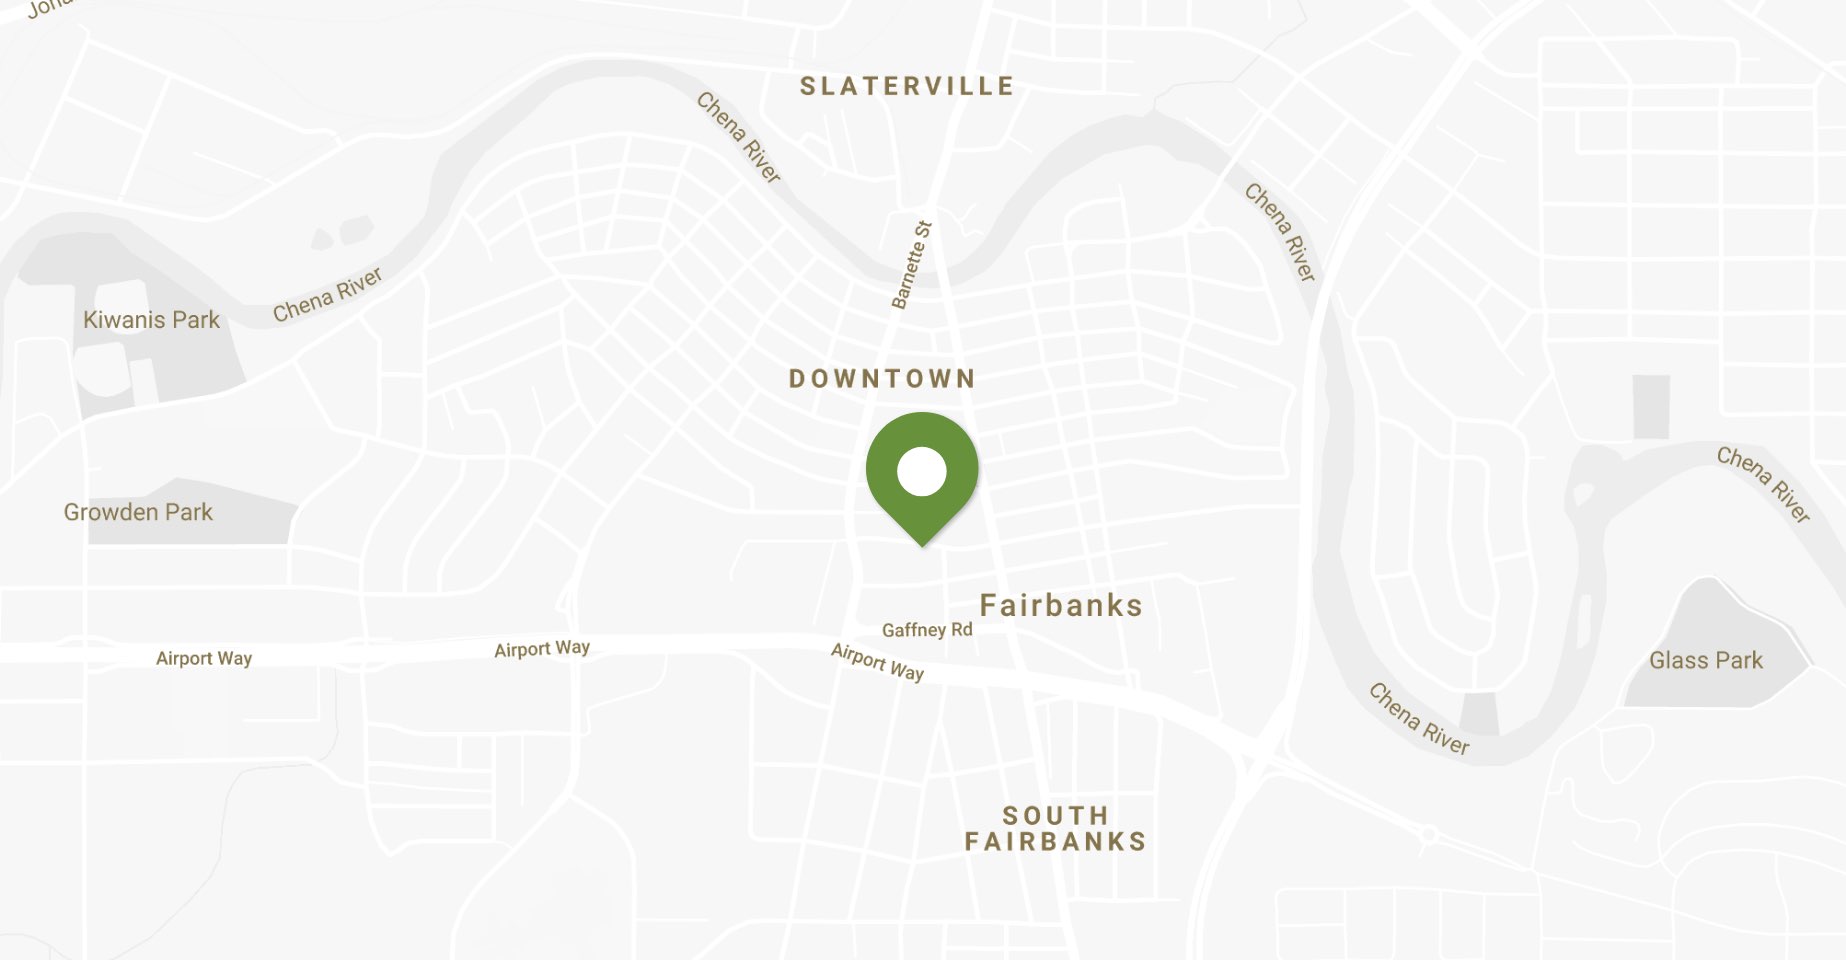 SLATERVILLE
Chena River
Chena River
Barnette St
Chena River
Kiwanis Park
DOWNTOWN
Chena River
Growden Park
Fairbanks
Gaffney Rd
Airport Way
Airport Way
Airport Way
Glass Park
Chena River
SOUTH
FAIRBANKS